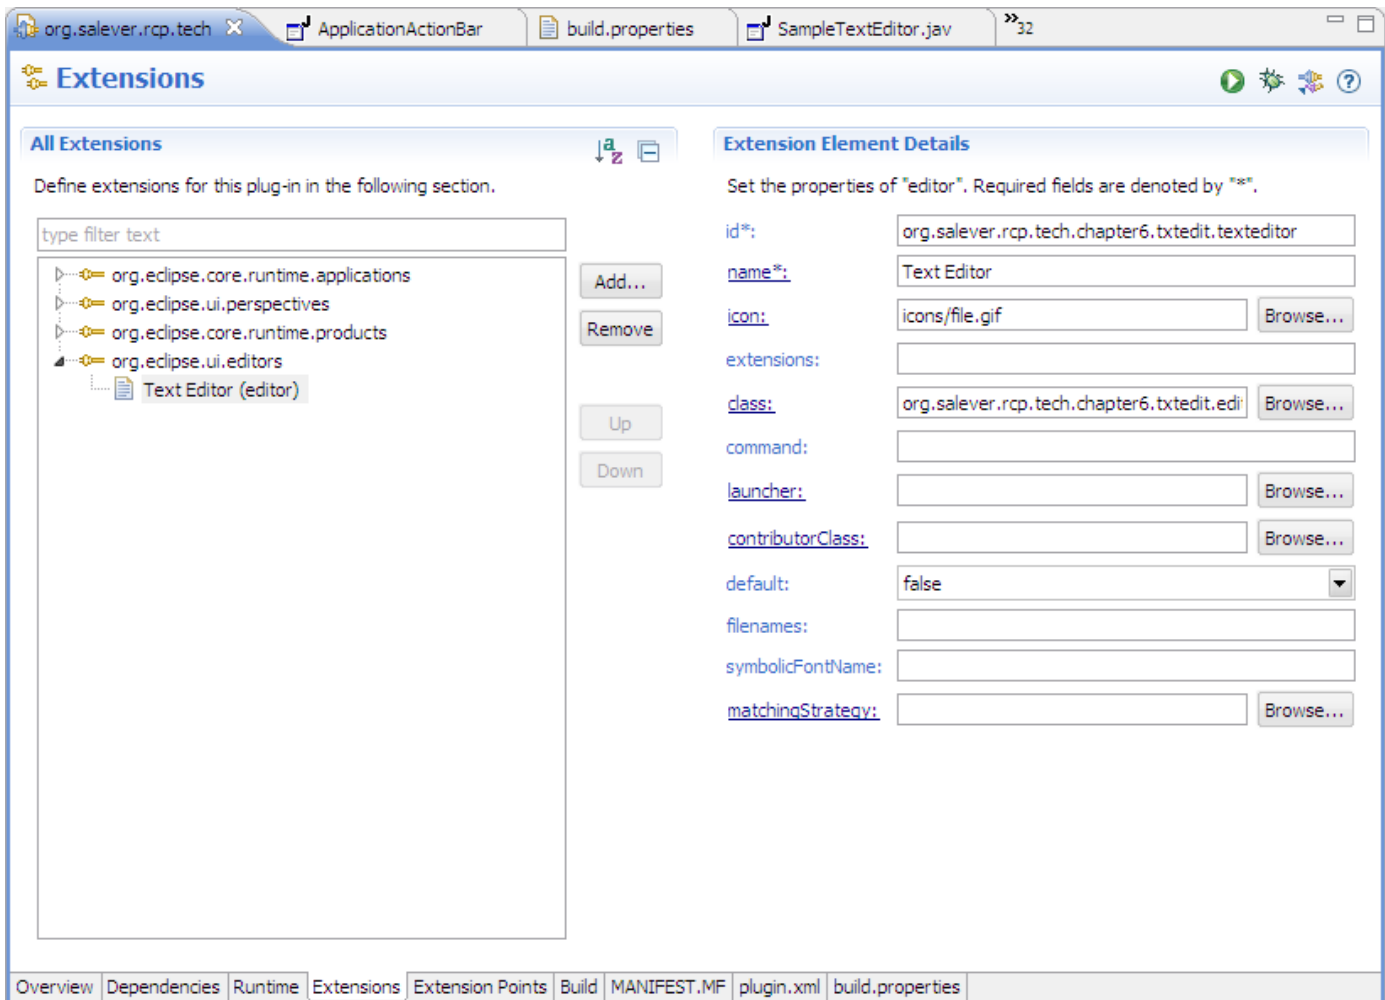 org.salever.rcp.tech ApplicationActionBar build.properties SampleTextEditor.jav »32
Extensions
All Extensions
Define extensions for this plug-in in the following section.
type filter text
org.eclipse.core.runtime.applications
org.eclipse.ui.perspectives
org.eclipse.core.runtime.products
org.eclipse.ui.editors
Text Editor (editor)
Add...
Remove
Up
Down
Extension Element Details
Set the properties of "editor". Required fields are denoted by "*".
id*: org.salever.rcp.tech.chapter6.txtedit.texteditor
name*: Text Editor
icon: icons/file.gif Browse...
extensions:
class: org.salever.rcp.tech.chapter6.txtedit.edi Browse...
command:
launcher: Browse...
contributorClass: Browse...
default: false
filenames:
symbolicFontName:
matchingStrategy: Browse...
Overview Dependencies Runtime Extensions Extension Points Build MANIFEST.MF plugin.xml build.properties